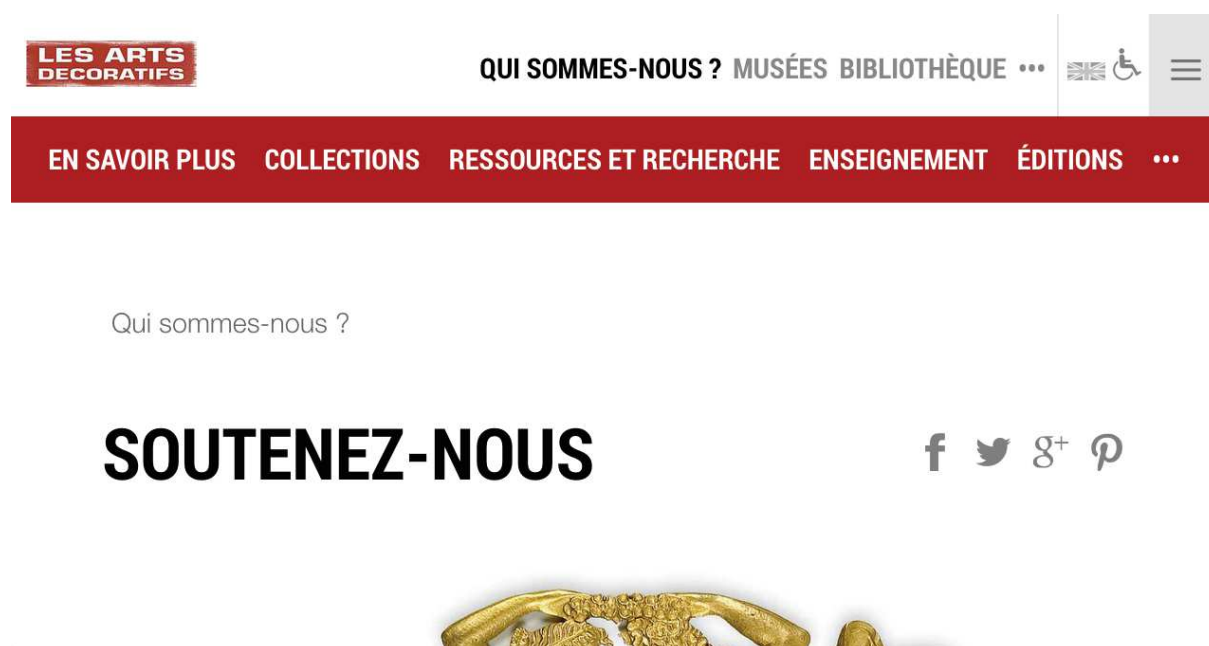 LES ARTS
DECORATIFS
QUI SOMMES-NOUS ? MUSÉES BIBLIOTHÈQUE •••
EN SAVOIR PLUS COLLECTIONS RESSOURCES ET RECHERCHE ENSEIGNEMENT ÉDITIONS •••
Qui sommes-nous ?
SOUTENEZ-NOUS